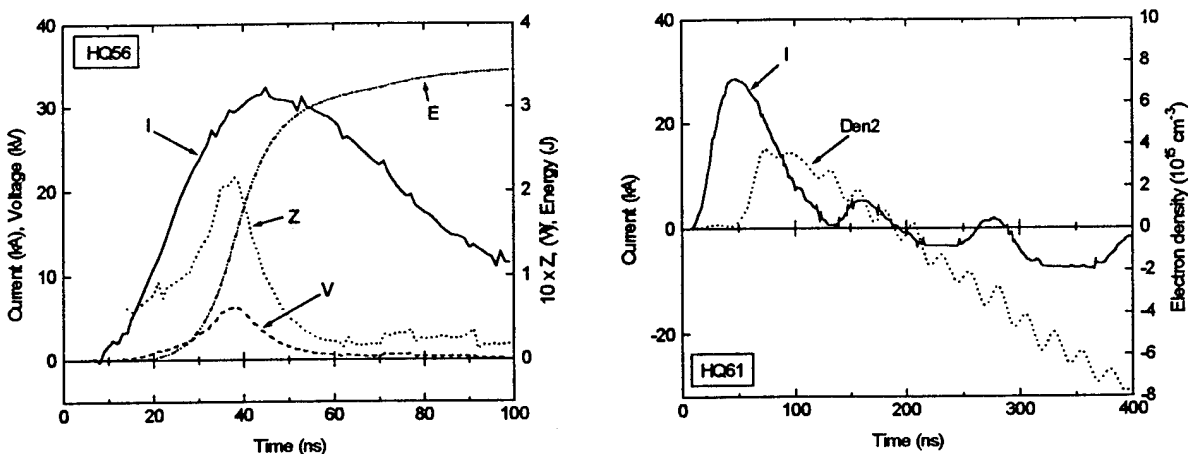 HQ56
Current (kA), Voltage (kV)
40
30
20
10
0
I
E
Z
V
4
3
2
1
0
10 x Z, (W), Energy (J)
0 20 40 60 80 100
Time (ns)
HQ61
Current (kA)
40
20
0
-20
I
Den2
10
8
6
4
2
0
-2
-4
-6
-8
Electron density (10¹⁵ cm⁻³)
0 100 200 300 400
Time (ns)